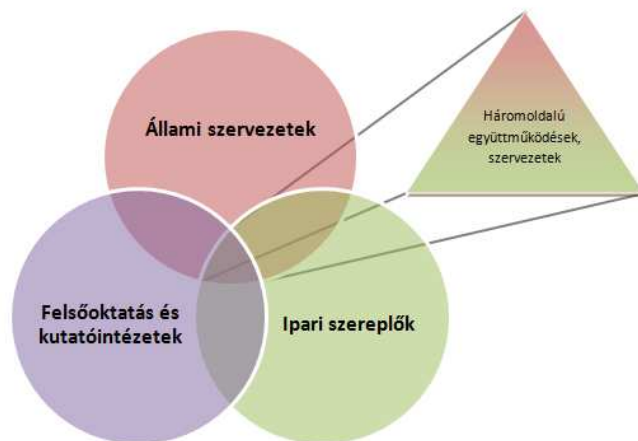 Állami szervezetek
Háromoldalú
együttműködések,
szervezetek
Felsőoktatás és
kutatóintézetek
Ipari szereplők